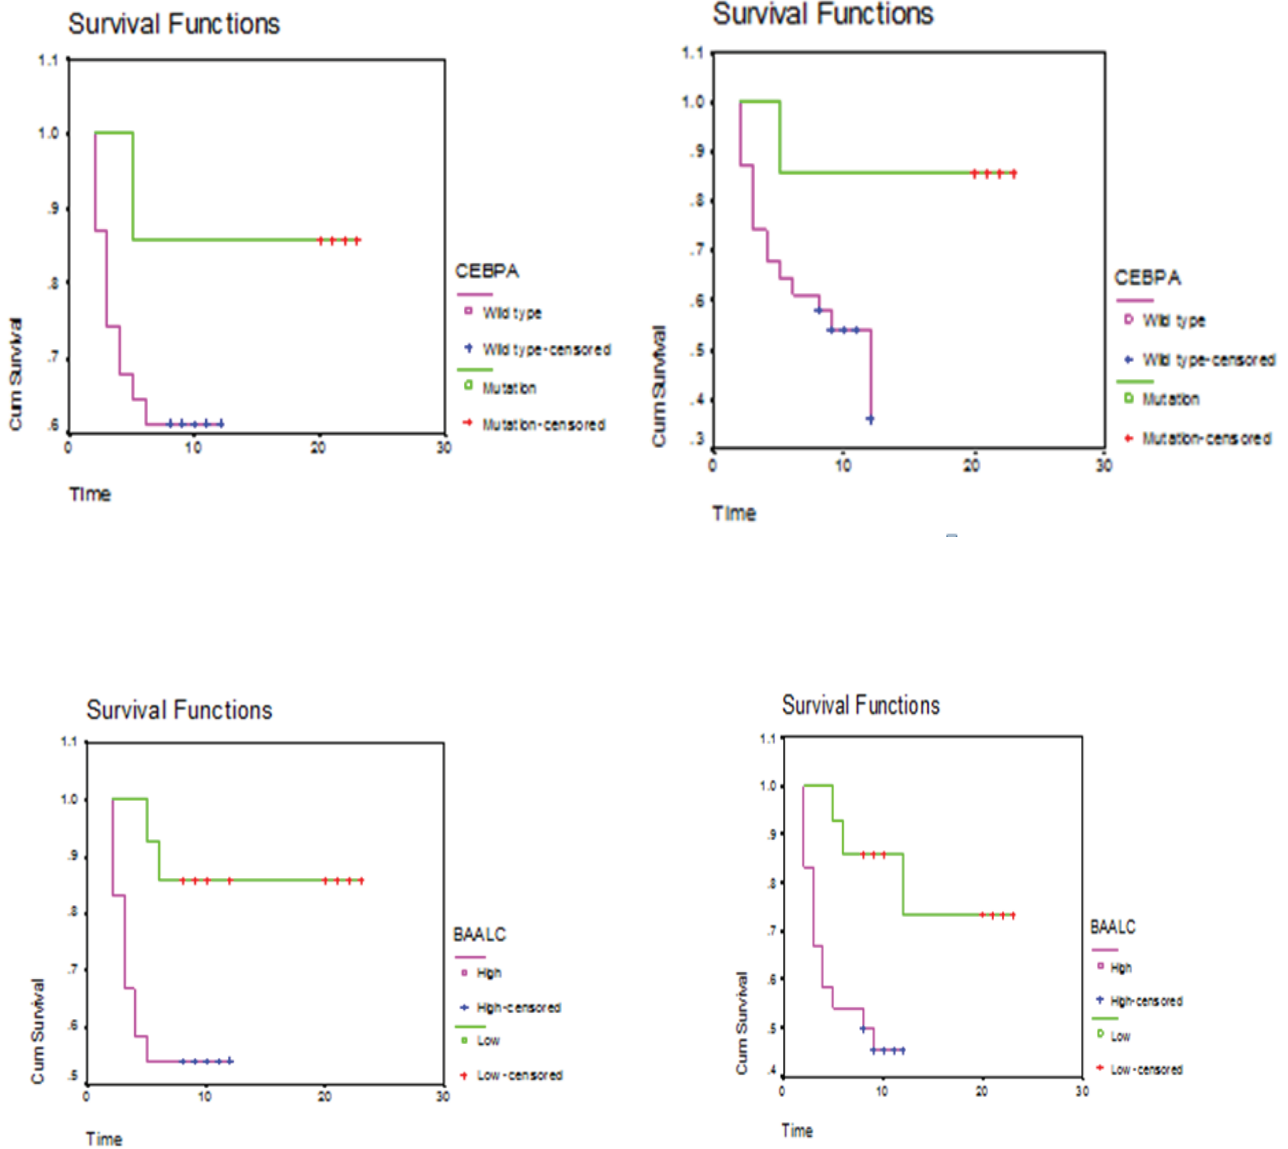 Survival Functions
1.1
1.0
.9
.8
.7
.6
0
10
20
30
Cum Survival
Time
CEBPA
Wild type
Wild type-censored
Mutation
Mutation-censored
Survival Functions
1.1
1.0
.9
.8
.7
.6
.5
.4
.3
0
10
20
30
Cum Survival
Time
CEBPA
Wild type
Wild type-censored
Mutation
Mutation-censored
Survival Functions
1.1
1.0
.9
.8
.7
.6
.5
0
10
20
30
Cum Survival
Time
BAALC
High
High-censored
Low
Low-censored
Survival Functions
1.1
1.0
.9
.8
.7
.6
.5
.4
0
10
20
30
Cum Survival
Time
BAALC
High
High-censored
Low
Low-censored